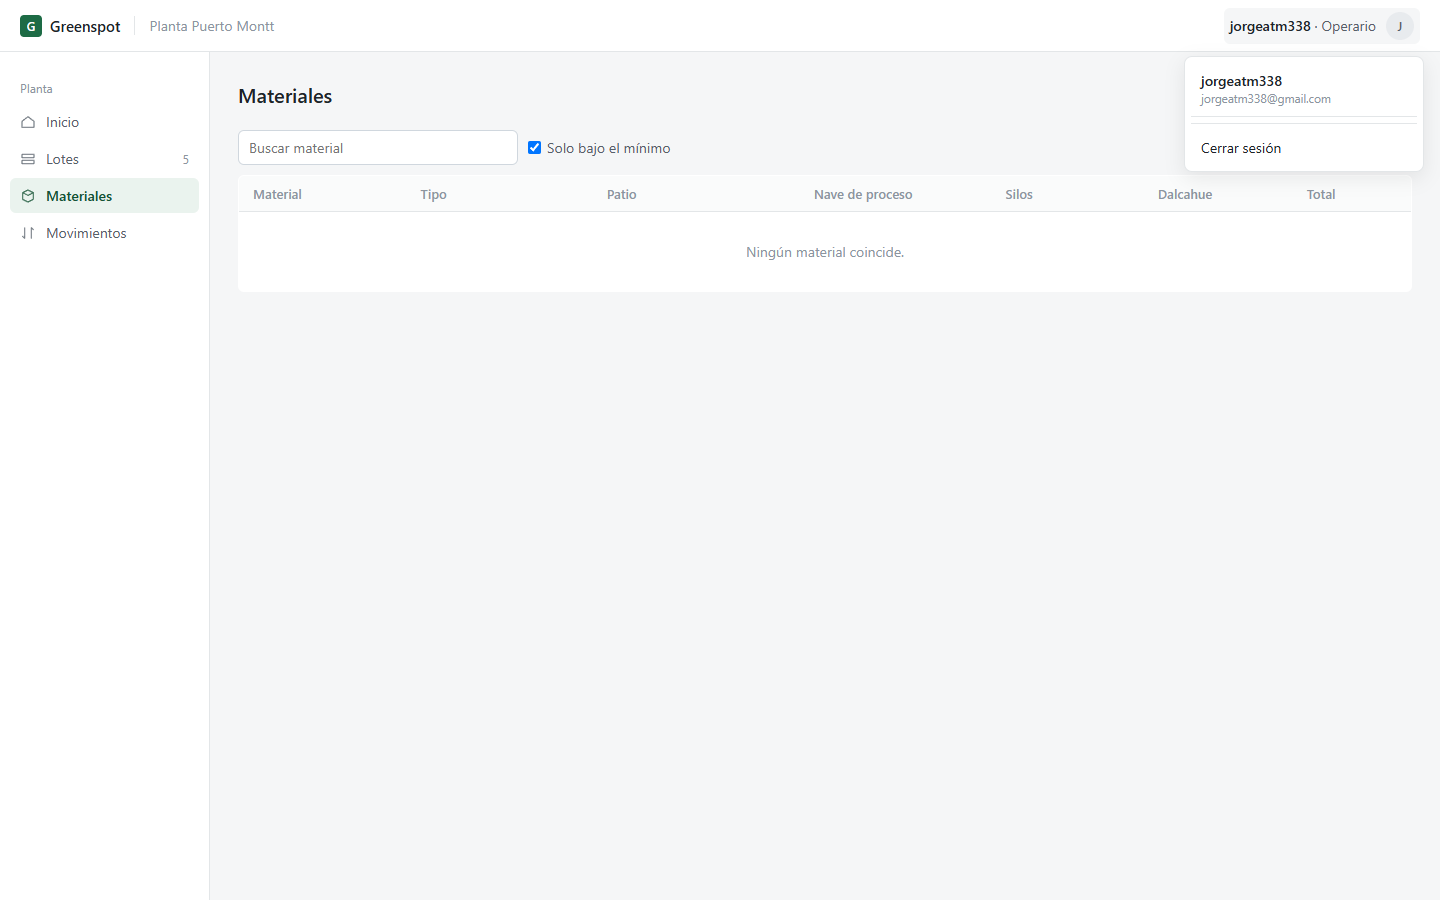 G Greenspot Planta Puerto Montt
jorgeatm338 · Operario J
jorgeatm338
jorgeatm338@gmail.com
Cerrar sesión
Planta
Inicio
Lotes 5
Materiales
Movimientos
Materiales
Buscar material Solo bajo el mínimo
Material Tipo Patio Nave de proceso Silos Dalcahue Total
Ningún material coincide.